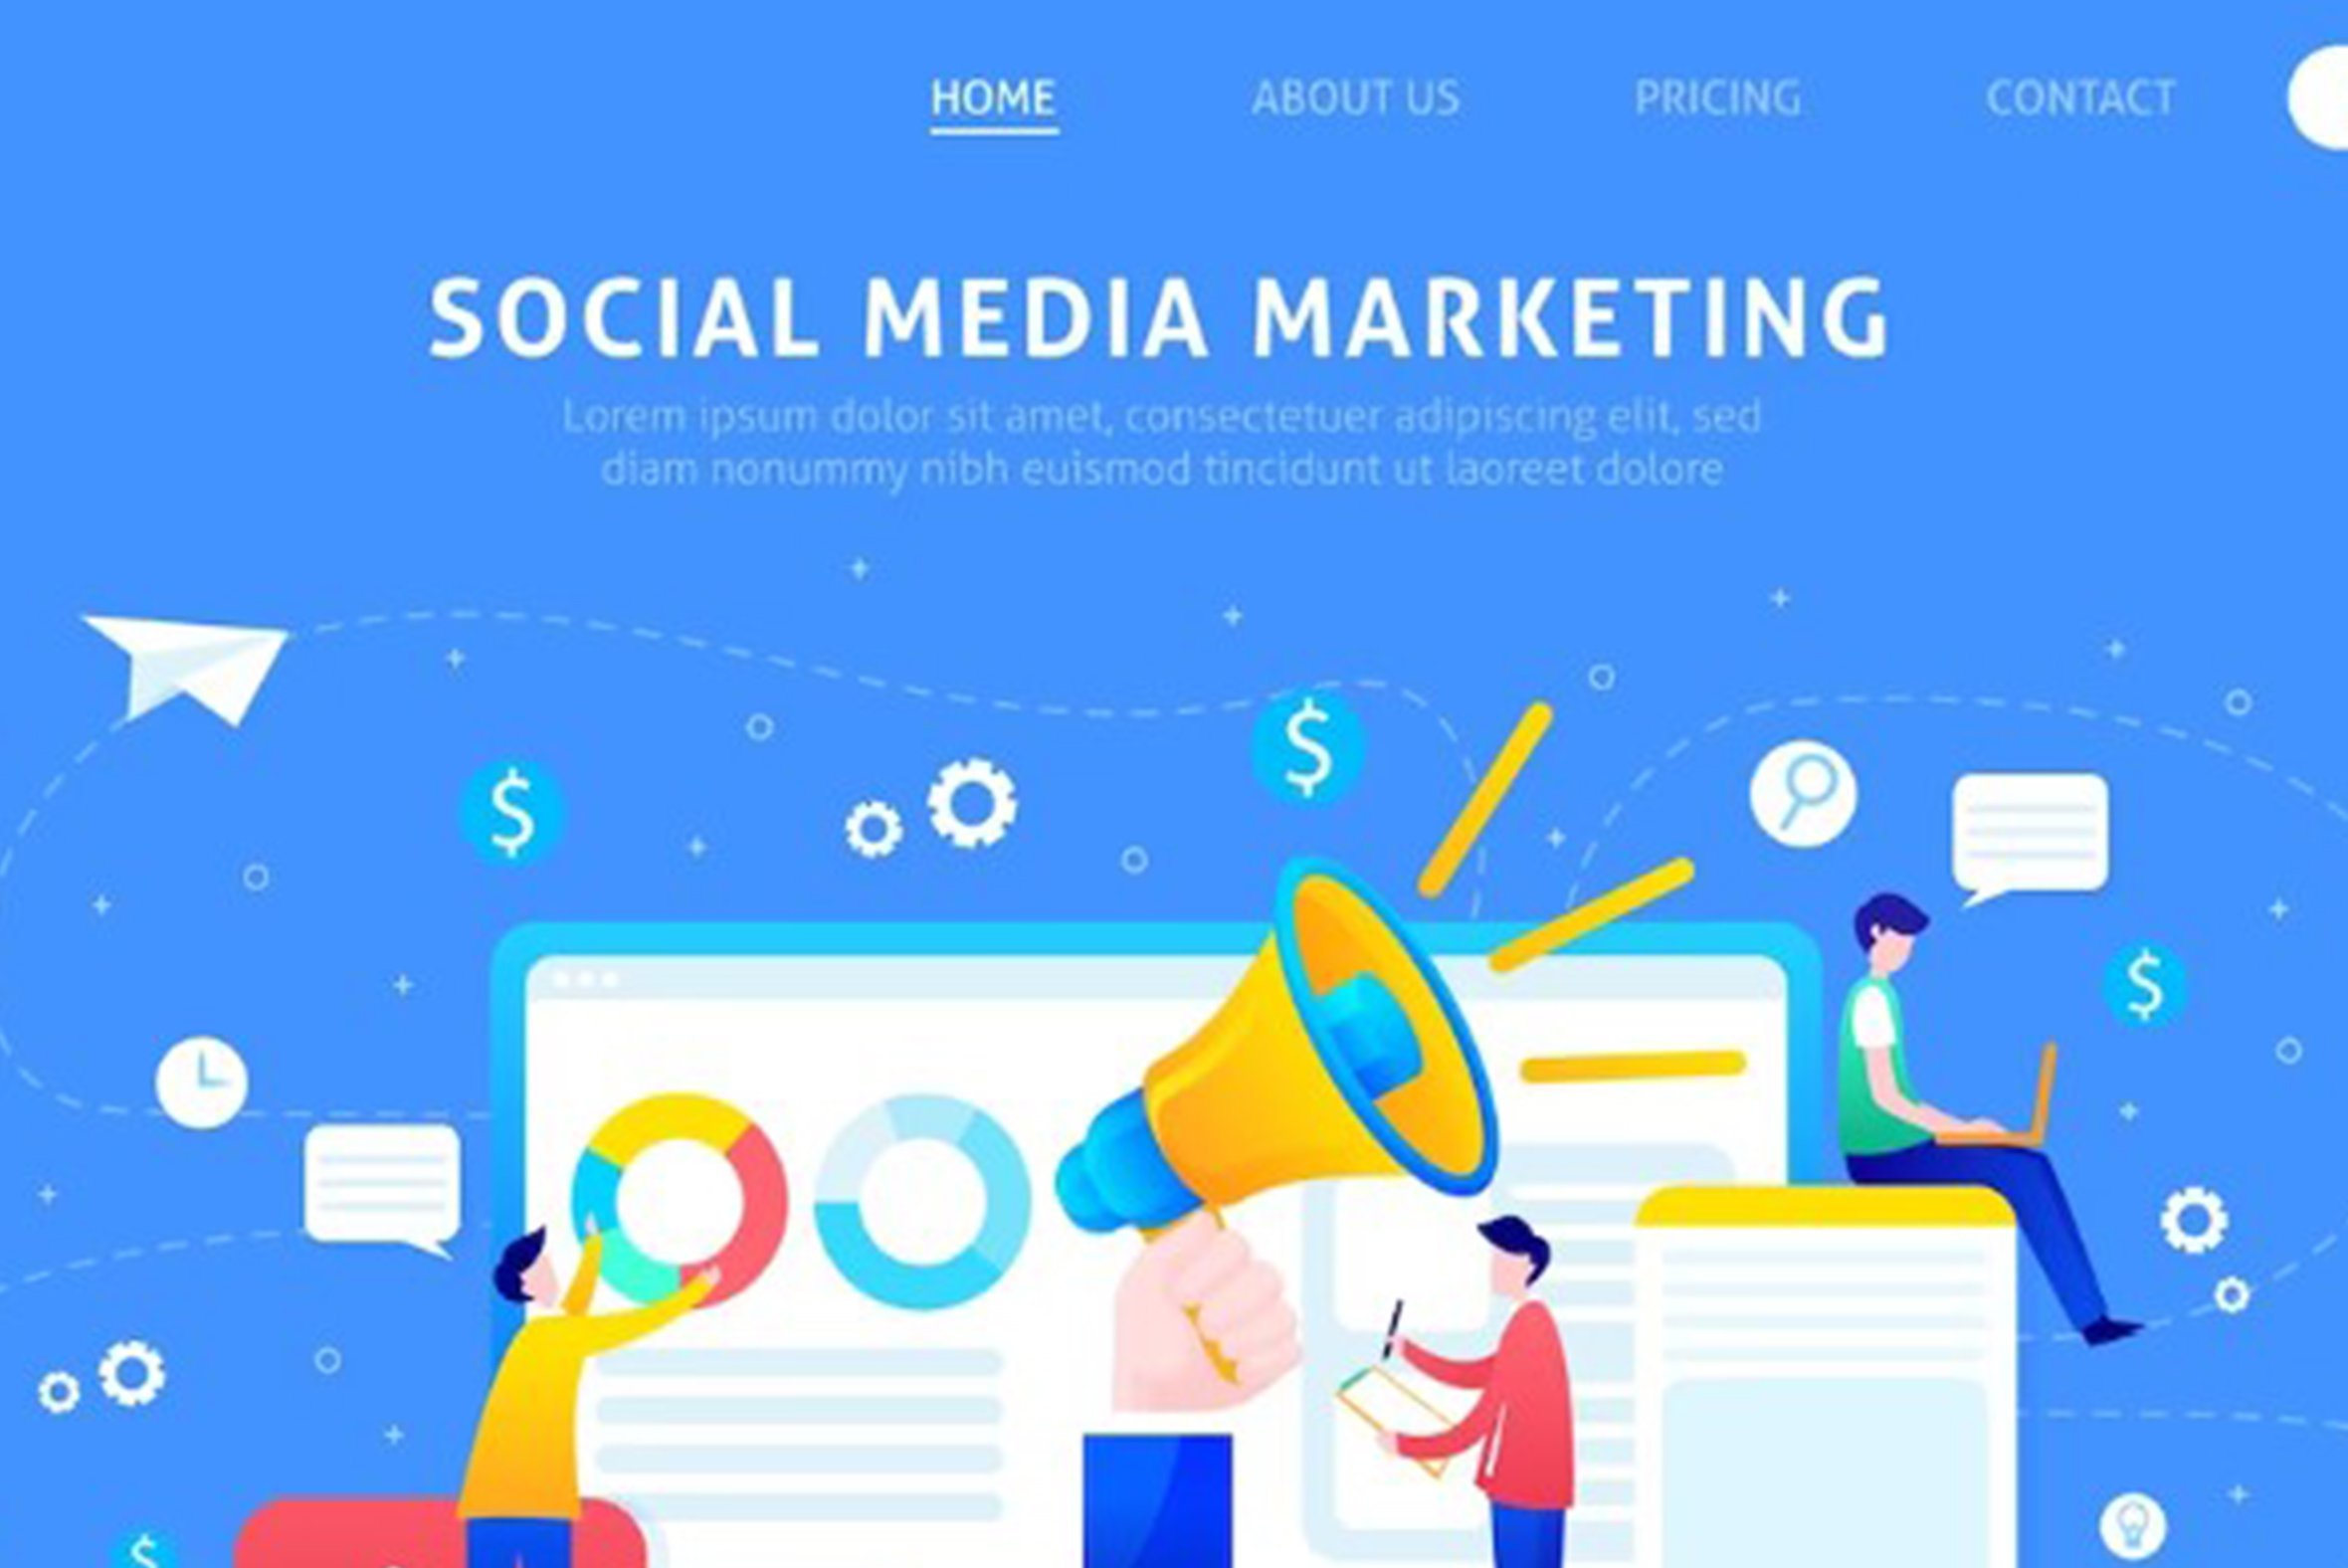 HOME ABOUT US PRICING CONTACT
SOCIAL MEDIA MARKETING
Lorem ipsum dolor sit amet, consectetuer adipiscing elit, sed
diam nonummy nibh euismod tincidunt ut laoreet dolore
$
$
$
$